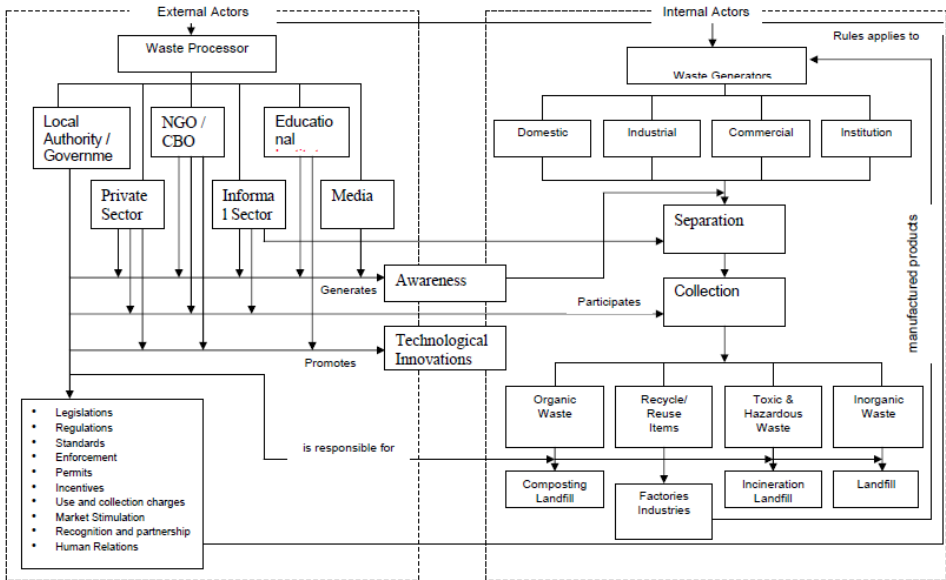 External Actors
Internal Actors
Waste Processor
Rules applies to
Waste Generators
Local
Authority /
Governme
NGO /
CBO
Educatio
nal
Domestic
Industrial
Commercial
Institution
Private
Sector
Informa
l Sector
Media
Separation
Generates
Awareness
Participates
Collection
manufactured products
Promotes
Technological
Innovations
Organic
Waste
Recycle/
Reuse
Items
Toxic &
Hazardous
Waste
Inorganic
Waste
• Legislations
• Regulations
• Standards
• Enforcement
• Permits
• Incentives
• Use and collection charges
• Market Stimulation
• Recognition and partnership
• Human Relations
is responsible for
Composting
Landfill
Factories
Industries
Incineration
Landfill
Landfill